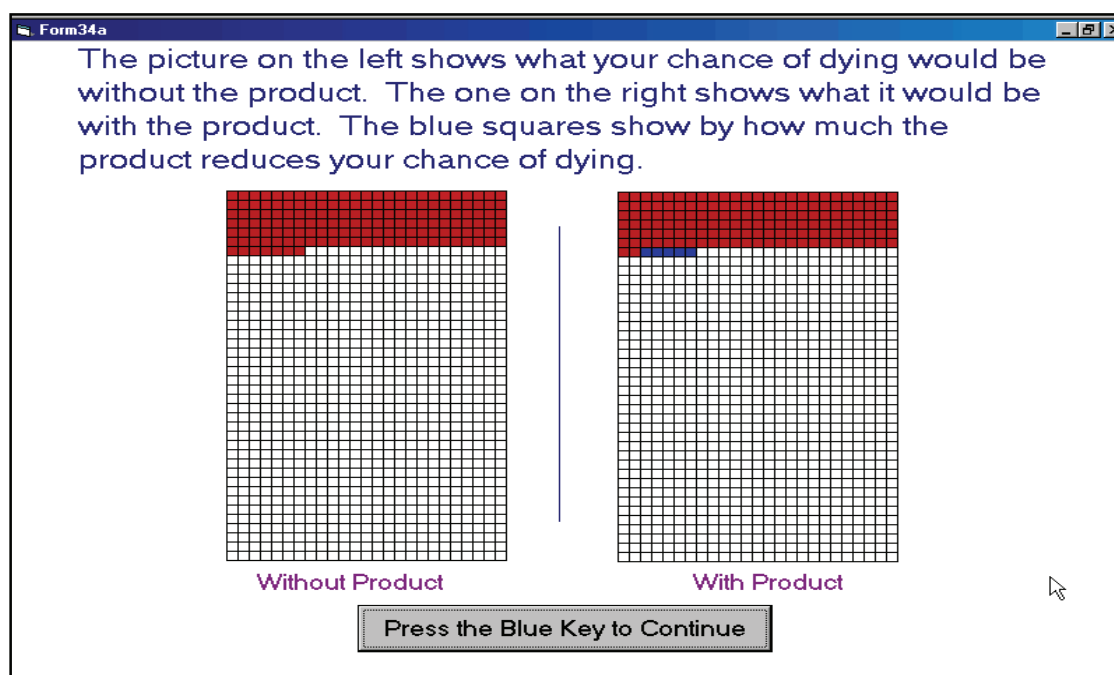 Form34a
The picture on the left shows what your chance of dying would be
without the product. The one on the right shows what it would be
with the product. The blue squares show by how much the
product reduces your chance of dying.
Without Product
With Product
Press the Blue Key to Continue